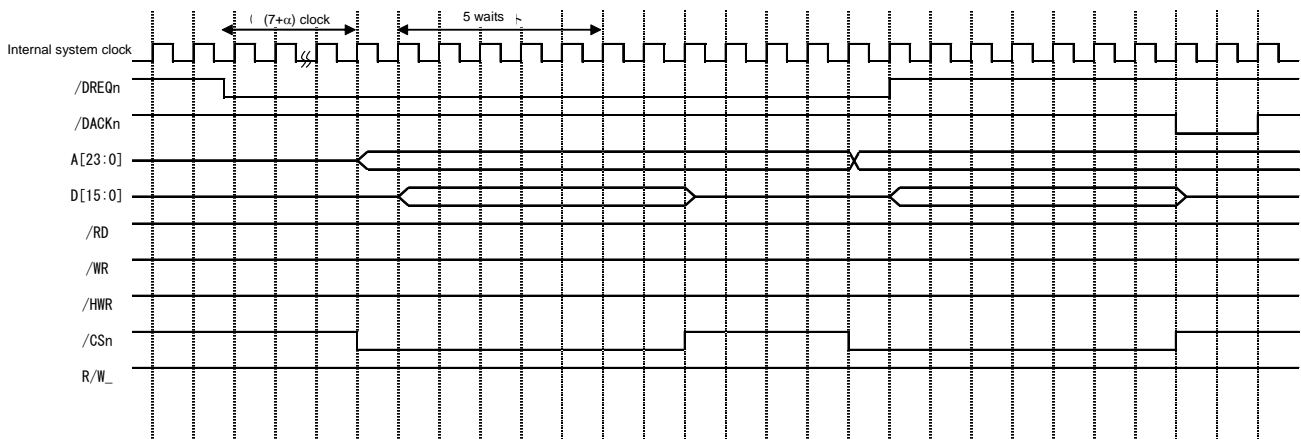 (7+α) clock
5 waits
Internal system clock
/DREQn
/DACKn
A[23:0]
D[15:0]
/RD
/WR
/HWR
/CSn
R/W_